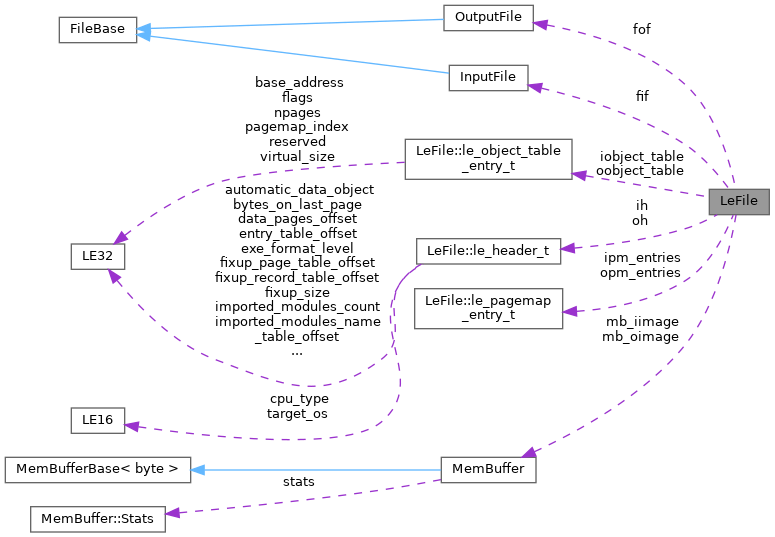 OutputFile
fof
FileBase
InputFile
base_address
flags
npages
pagemap_index
reserved
virtual_size
fif
LeFile::le_object_table
_entry_t
iobject_table
oobject_table
LeFile
automatic_data_object
bytes_on_last_page
data_pages_offset
entry_table_offset
exe_format_level
fixup_page_table_offset
fixup_record_table_offset
fixup_size
imported_modules_count
imported_modules_name
_table_offset
...
ih
oh
LE32
LeFile::le_header_t
ipm_entries
opm_entries
LeFile::le_pagemap
_entry_t
mb_iimage
mb_oimage
cpu_type
target_os
LE16
MemBufferBase< byte >
MemBuffer
stats
MemBuffer::Stats